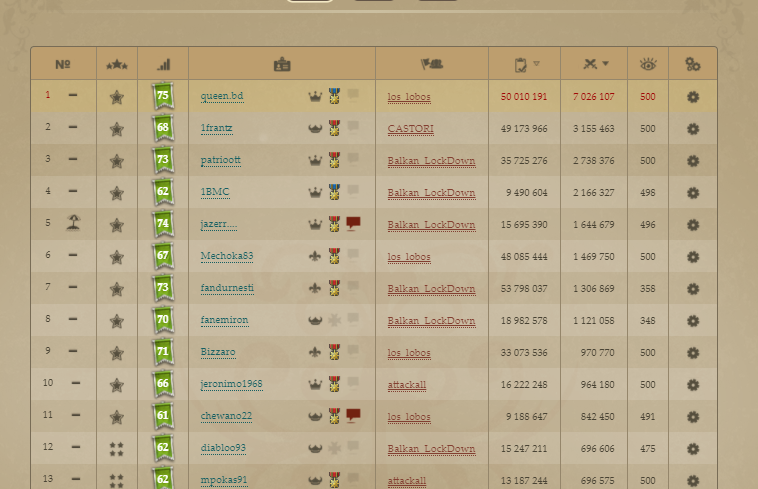 №
1 75 queen.bd los_lobos 50 010 191 7 026 107 500
2 68 1frantz CASTORI 49 173 966 3 155 463 500
3 73 patrioott Balkan_LockDown 35 725 276 2 738 376 500
4 62 1BMC Balkan_LockDown 9 490 604 2 166 327 498
5 74 jazerr.... Balkan_LockDown 15 695 390 1 644 679 496
6 67 Mechoka83 los_lobos 48 085 444 1 469 750 500
7 73 fandurnesti Balkan_LockDown 53 798 037 1 306 869 358
8 70 fanemiron Balkan_LockDown 18 982 578 1 121 058 348
9 71 Bizzaro los_lobos 33 073 536 970 770 500
10 66 jeronimo1968 attackall 16 222 248 964 180 500
11 61 chewano22 los_lobos 9 188 647 842 450 491
12 62 diabloo93 Balkan_LockDown 15 247 211 696 606 475
13 62 mpokas91 attackall 13 187 244 696 575 500